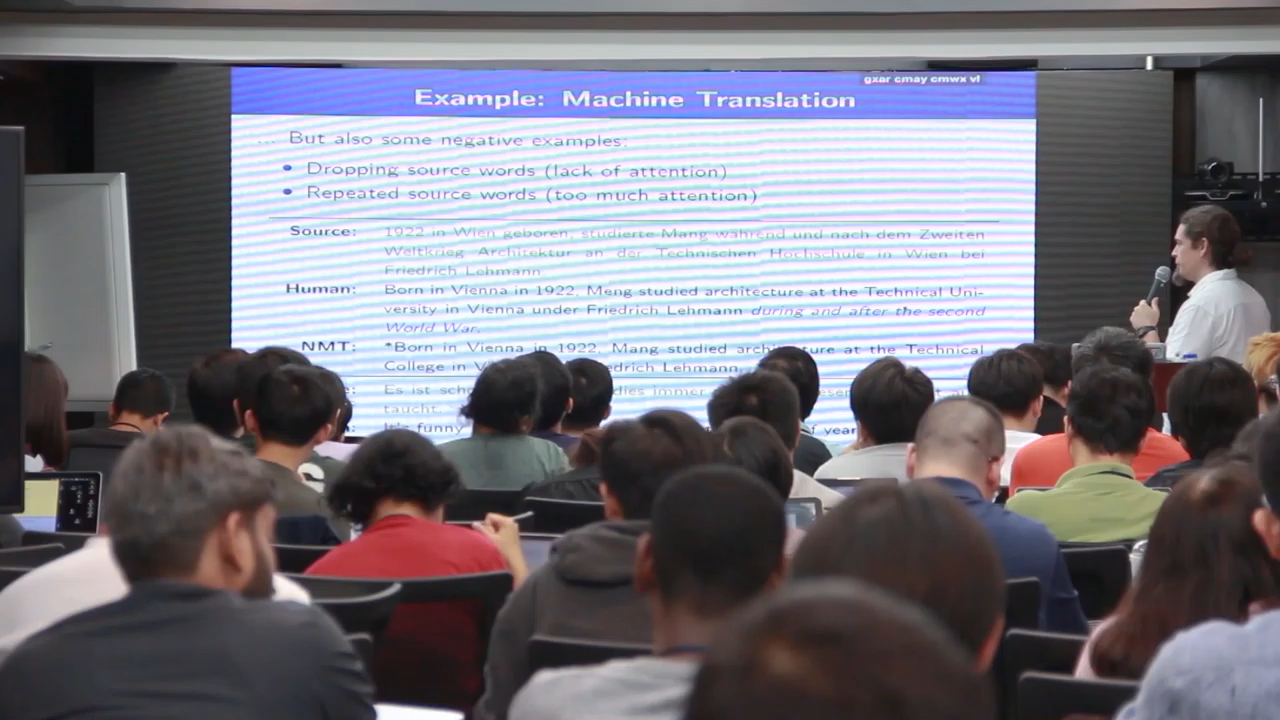 gxar cmay cmwx vl
Example: Machine Translation
... But also some negative examples:
• Dropping source words (lack of attention)
• Repeated source words (too much attention)
Source: 1922 in Wien geboren, studierte Mang während und nach dem Zweiten
Weltkrieg Architektur an der Technischen Hochschule in Wien bei
Friedrich Lehmann.
Human: Born in Vienna in 1922, Meng studied architecture at the Technical Uni-
versity in Vienna under Friedrich Lehmann during and after the second
World War.
NMT: *Born in Vienna in 1922, Mang studied architecture at the Technical
College in Friedrich Lehmann.
Es ist immer
taucht.
It's funny of